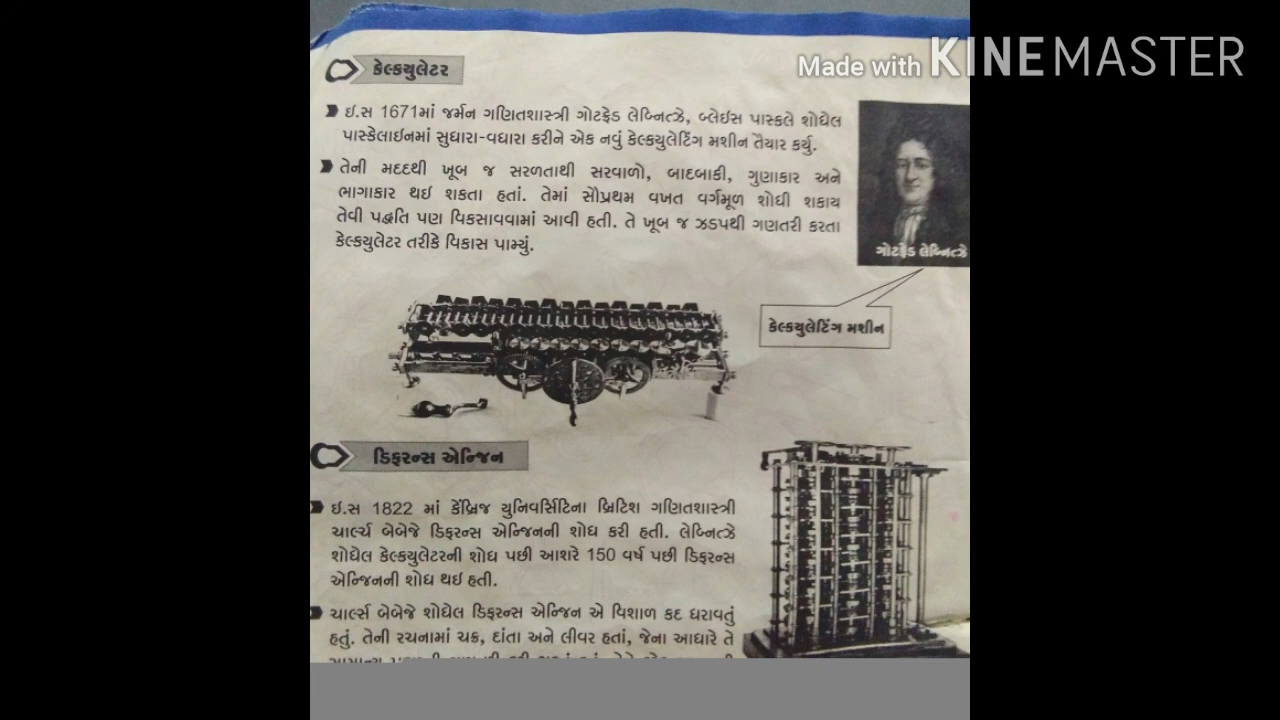 Made with KINEMASTER
કેલ્ક્યુલેટર
ઈ.સ 1671માં જર્મન ગણિતશાસ્ત્રી ગોટફ્રેડ લેબ્નિત્ઝે, બ્લેઈસ પાસ્કલે શોધેલ
પાસ્કેલાઈનમાં સુધારા-વધારા કરીને એક નવું કેલ્ક્યુલેટિંગ મશીન તૈયાર કર્યુ.
તેની મદદથી ખૂબ જ સરળતાથી સરવાળો, બાદબાકી, ગુણાકાર અને
ભાગાકાર થઈ શકતા હતાં. તેમાં સૌપ્રથમ વખત વર્ગમૂળ શોધી શકાય
તેવી પદ્ધતિ પણ વિકસાવવામાં આવી હતી. તે ખૂબ જ ઝડપથી ગણતરી કરતા
કેલ્ક્યુલેટર તરીકે વિકાસ પામ્યું.
ગોટફ્રેડ લેબ્નિત્ઝે
કેલ્ક્યુલેટિંગ મશીન
ડિફરન્સ એન્જિન
ઈ.સ 1822 માં કેંબ્રિજ યુનિવર્સિટિના બ્રિટિશ ગણિતશાસ્ત્રી
ચાર્લ્ય બેબેજે ડિફરન્સ એન્જિનની શોધ કરી હતી. લેબ્નિત્ઝે
શોધેલ કેલ્ક્યુલેટરની શોધ પછી આશરે 150 વર્ષ પછી ડિફરન્સ
એન્જિનની શોધ થઈ હતી.
ચાર્લ્સ બેબેજે શોધેલ ડિફરન્સ એન્જિન એ વિશાળ કદ ધરાવતું
હતું. તેની રચનામાં ચક્ર, દાંતા અને લીવર હતાં, જેના આધારે તે